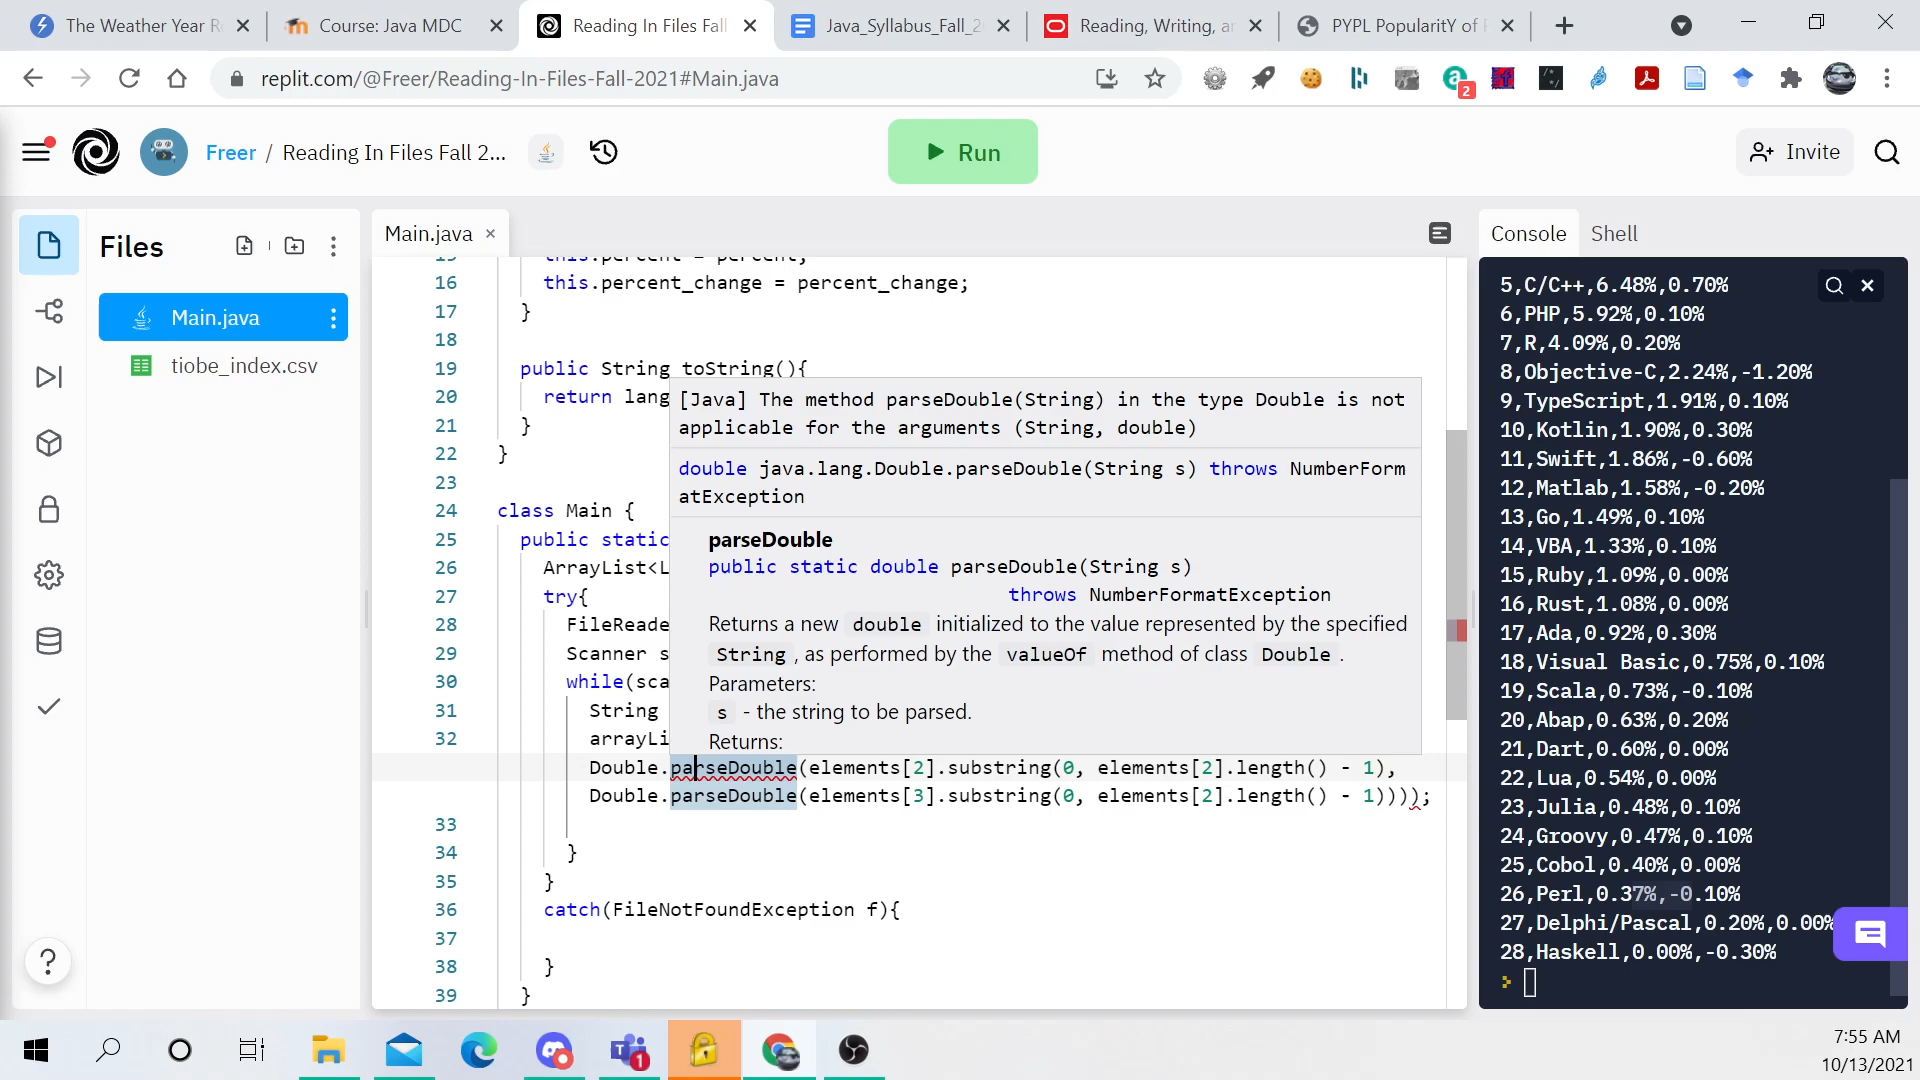 The Weather Year R
Course: Java MDC
Reading In Files Fall
Java_Syllabus_Fall_2
Reading, Writing, a
PYPL PopularitY of
replit.com/@Freer/Reading-In-Files-Fall-2021#Main.java
2
Freer / Reading In Files Fall 2...
Run
Invite
Files
Main.java
tiobe_index.csv
Main.java
15 this.percent = percent;
16 this.percent_change = percent_change;
17 }
18
19 public String toString(){
20 return lang
21 }
22 }
23
24 class Main {
25 public static
26 ArrayList<L
27 try{
28 FileReade
29 Scanner s
30 while(sca
31 String
32 arrayLi
Double.parseDouble(elements[2].substring(0, elements[2].length() - 1),
Double.parseDouble(elements[3].substring(0, elements[2].length() - 1))));
33
34 }
35 }
36 catch(FileNotFoundException f){
37
38 }
39 }
[Java] The method parseDouble(String) in the type Double is not
applicable for the arguments (String, double)
double java.lang.Double.parseDouble(String s) throws NumberForm
atException
parseDouble
public static double parseDouble(String s)
throws NumberFormatException
Returns a new double initialized to the value represented by the specified
String , as performed by the valueOf method of class Double .
Parameters:
s - the string to be parsed.
Returns:
Console
Shell
5,C/C++,6.48%,0.70%
6,PHP,5.92%,0.10%
7,R,4.09%,0.20%
8,Objective-C,2.24%,-1.20%
9,TypeScript,1.91%,0.10%
10,Kotlin,1.90%,0.30%
11,Swift,1.86%,-0.60%
12,Matlab,1.58%,-0.20%
13,Go,1.49%,0.10%
14,VBA,1.33%,0.10%
15,Ruby,1.09%,0.00%
16,Rust,1.08%,0.00%
17,Ada,0.92%,0.30%
18,Visual Basic,0.75%,0.10%
19,Scala,0.73%,-0.10%
20,Abap,0.63%,0.20%
21,Dart,0.60%,0.00%
22,Lua,0.54%,0.00%
23,Julia,0.48%,0.10%
24,Groovy,0.47%,0.10%
25,Cobol,0.40%,0.00%
26,Perl,0.37%,-0.10%
27,Delphi/Pascal,0.20%,0.00%
28,Haskell,0.00%,-0.30%
>
1
7:55 AM
10/13/2021